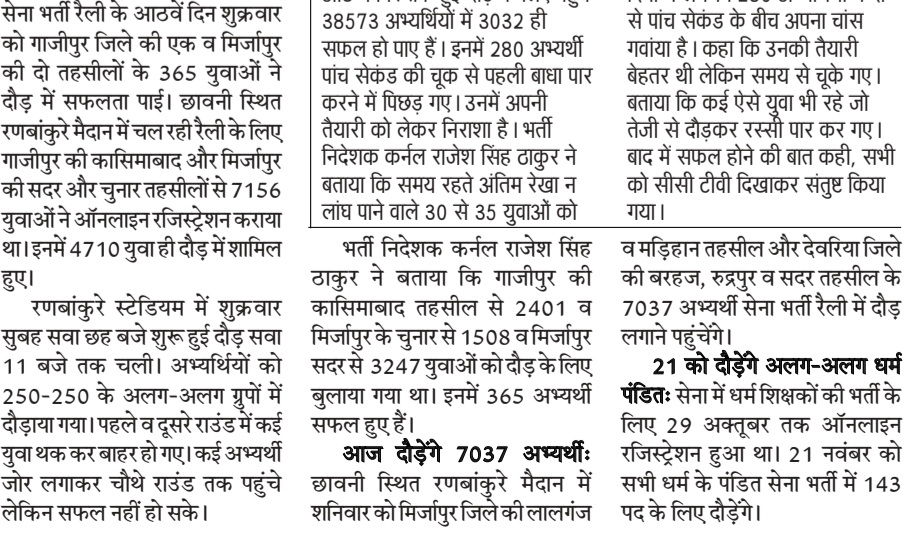 सेना भर्ती रैली के आठवें दिन शुक्रवार
को गाजीपुर जिले की एक व मिर्जापुर
की दो तहसीलों के 365 युवाओं ने
दौड़ में सफलता पाई। छावनी स्थित
रणबांकुरे मैदान में चल रही रैली के लिए
गाजीपुर की कासिमाबाद और मिर्जापुर
की सदर और चुनार तहसीलों से 7156
युवाओं ने ऑनलाइन रजिस्ट्रेशन कराया
था। इनमें 4710 युवा ही दौड़ में शामिल
हुए।
रणबांकुरे स्टेडियम में शुक्रवार
सुबह सवा छह बजे शुरू हुई दौड़ सवा
11 बजे तक चली। अभ्यर्थियों को
250-250 के अलग-अलग ग्रुपों में
दौड़ाया गया। पहले व दूसरे राउंड में कई
युवा थक कर बाहर हो गए। कई अभ्यर्थी
जोर लगाकर चौथे राउंड तक पहुंचे
लेकिन सफल नहीं हो सके।
38573 अभ्यर्थियों में 3032 ही
सफल हो पाए हैं। इनमें 280 अभ्यर्थी
पांच सेकंड की चूक से पहली बाधा पार
करने में पिछड़ गए। उनमें अपनी
तैयारी को लेकर निराशा है। भर्ती
निदेशक कर्नल राजेश सिंह ठाकुर ने
बताया कि समय रहते अंतिम रेखा न
लांघ पाने वाले 30 से 35 युवाओं को
से पांच सेकंड के बीच अपना चांस
गवांया है। कहा कि उनकी तैयारी
बेहतर थी लेकिन समय से चूके गए।
बताया कि कई ऐसे युवा भी रहे जो
तेजी से दौड़कर रस्सी पार कर गए।
बाद में सफल होने की बात कही, सभी
को सीसी टीवी दिखाकर संतुष्ट किया
गया।
भर्ती निदेशक कर्नल राजेश सिंह
ठाकुर ने बताया कि गाजीपुर की
कासिमाबाद तहसील से 2401 व
मिर्जापुर के चुनार से 1508 व मिर्जापुर
सदर से 3247 युवाओं को दौड़ के लिए
बुलाया गया था। इनमें 365 अभ्यर्थी
सफल हुए हैं।
आज दौड़ेंगे 7037 अभ्यर्थीः
छावनी स्थित रणबांकुरे मैदान में
शनिवार को मिर्जापुर जिले की लालगंज
व मड़िहान तहसील और देवरिया जिले
की बरहज, रुद्रपुर व सदर तहसील के
7037 अभ्यर्थी सेना भर्ती रैली में दौड़
लगाने पहुंचेंगे।
21 को दौड़ेंगे अलग-अलग धर्म
पंडितः सेना में धर्म शिक्षकों की भर्ती के
लिए 29 अक्तूबर तक ऑनलाइन
रजिस्ट्रेशन हुआ था। 21 नवंबर को
सभी धर्म के पंडित सेना भर्ती में 143
पद के लिए दौड़ेंगे।